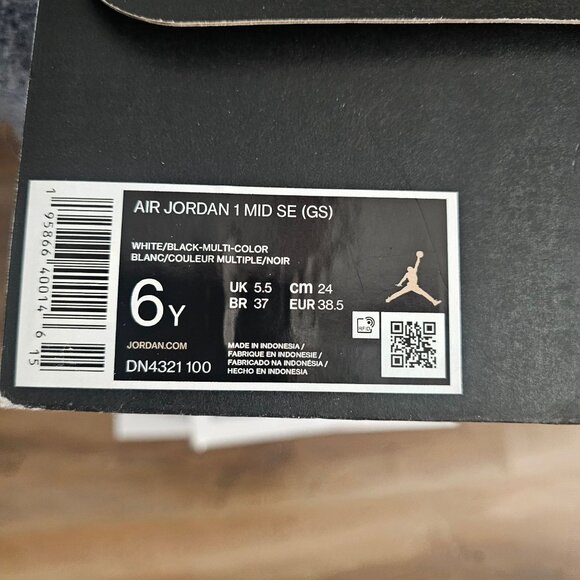 AIR JORDAN 1 MID SE (GS)
WHITE/BLACK-MULTI-COLOR
BLANC/COULEUR MULTIPLE/NOIR
6Y
UK 5.5 cm 24
BR 37 EUR 38.5
JORDAN.COM
DN4321 100
MADE IN INDONESIA /
FABRIQUE EN INDONESIE /
FABRICADO NA INDONÉSIA /
HECHO EN INDONESIA
RFID
1 95866 40014 6 15